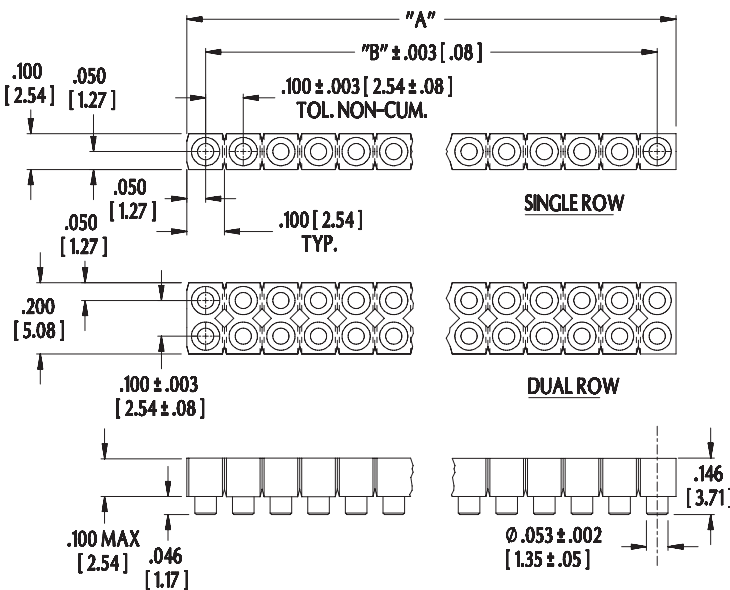 "A"
"B" ± .003 [ .08 ]
.100
[ 2.54 ]
.050
[ 1.27 ]
.100 ± .003 [ 2.54 ± .08 ]
TOL. NON-CUM.
.050
[ 1.27 ]
.100 [ 2.54 ]
TYP.
SINGLE ROW
.050
[ 1.27 ]
.200
[ 5.08 ]
.100 ± .003
[ 2.54 ± .08 ]
DUAL ROW
.100 MAX
[ 2.54 ]
.046
[ 1.17 ]
Ø .053 ± .002
[ 1.35 ± .05 ]
.146
[ 3.71 ]